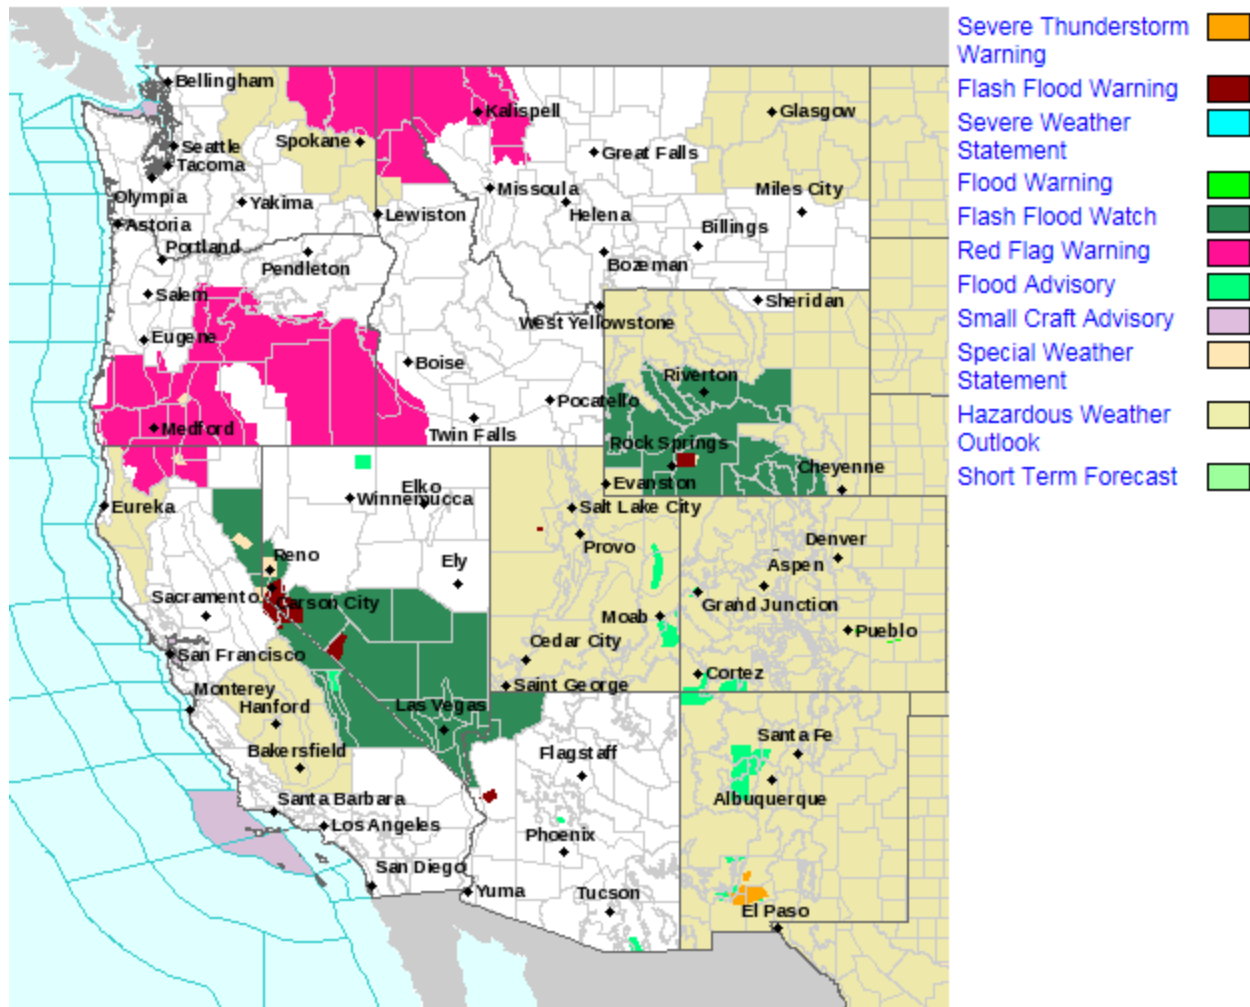 Severe Thunderstorm
Warning
Flash Flood Warning
Severe Weather
Statement
Flood Warning
Flash Flood Watch
Red Flag Warning
Flood Advisory
Small Craft Advisory
Special Weather
Statement
Hazardous Weather
Outlook
Short Term Forecast
Bellingham
Kalispell
Glasgow
Spokane
Seattle
Great Falls
Tacoma
Missoula
Miles City
Olympia
Yakima
Lewiston
Helena
Astoria
Billings
Portland
Pendleton
Bozeman
Salem
Sheridan
West Yellowstone
Eugene
Boise
Riverton
Pocatello
Medford
Twin Falls
Rock Springs
Cheyenne
Evanston
Elko
Winnemucca
Eureka
Salt Lake City
Provo
Denver
Reno
Ely
Aspen
Sacramento
Carson City
Grand Junction
Moab
Pueblo
Cedar City
San Francisco
Cortez
Saint George
Monterey
Hanford
Las Vegas
Santa Fe
Bakersfield
Flagstaff
Santa Barbara
Albuquerque
Los Angeles
Phoenix
San Diego
Yuma
Tucson
El Paso